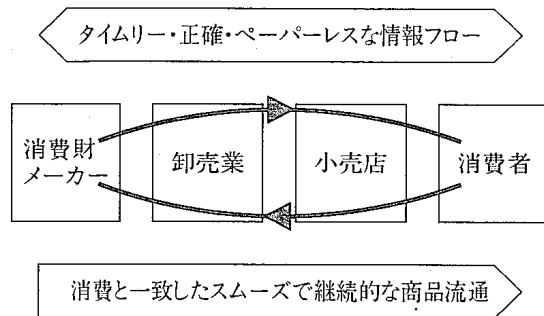 タイムリー・正確・ペーパーレスな情報フロー
消費財
メーカー
卸売業
小売店
消費者
消費と一致したスムーズで継続的な商品流通